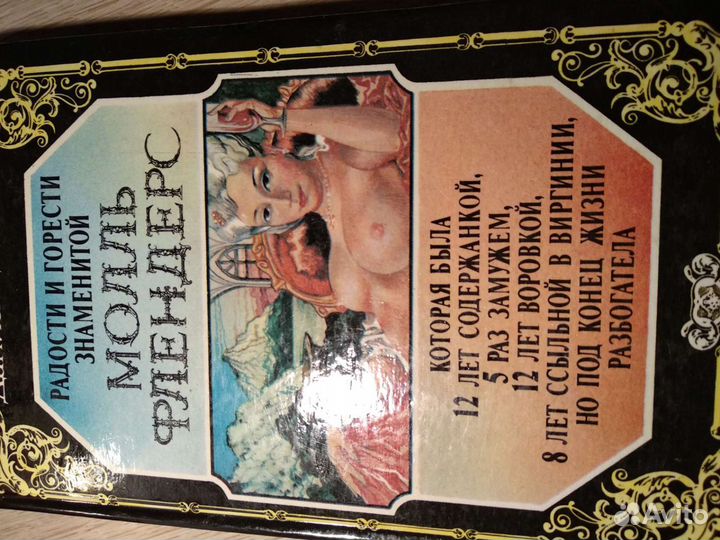 РАДОСТИ И ГОРЕСТИ
ЗНАМЕНИТОЙ
МОЛЛЬ
ФЛЕНДЕРС
КОТОРАЯ БЫЛА
12 ЛЕТ СОДЕРЖАНКОЙ,
5 РАЗ ЗАМУЖЕМ,
12 ЛЕТ ВОРОВКОЙ,
8 ЛЕТ ССЫЛЬНОЙ В ВИРГИНИИ,
НО ПОД КОНЕЦ ЖИЗНИ
РАЗБОГАТЕЛА
Avito